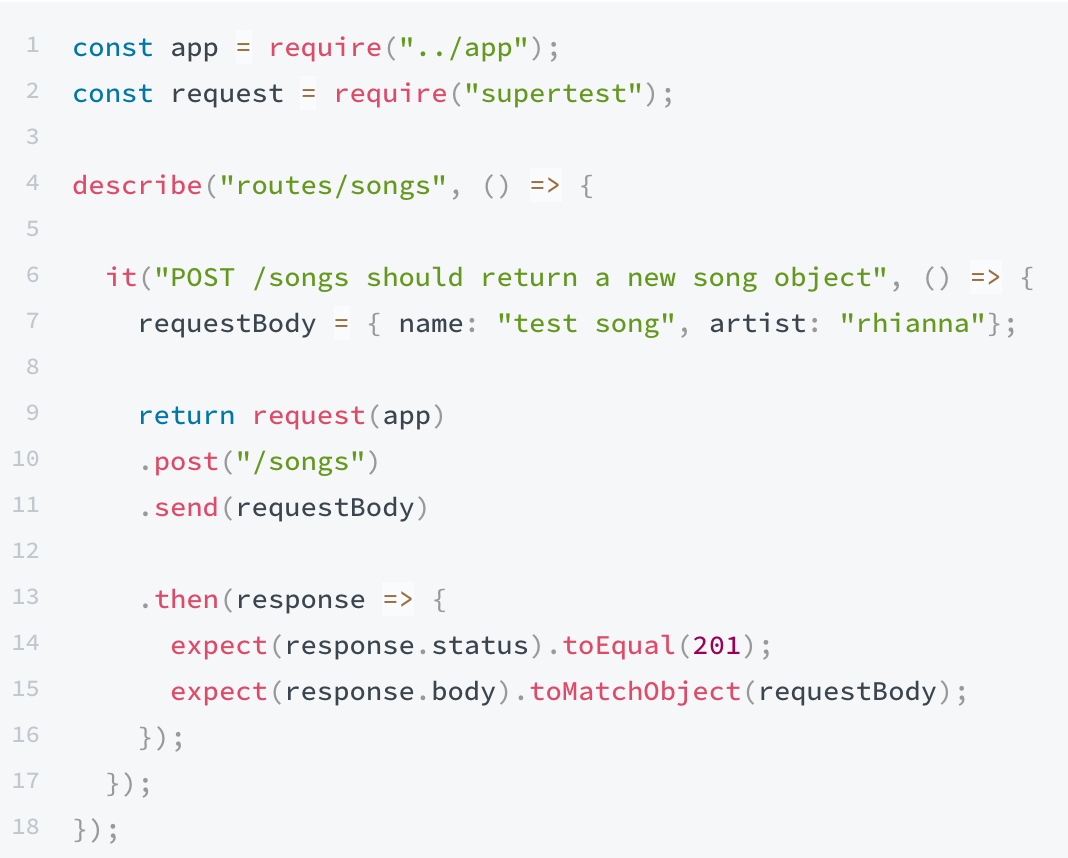 1 const app = require("../app");
2 const request = require("supertest");
3
4 describe("routes/songs", () => {
5
6   it("POST /songs should return a new song object", () => {
7     requestBody = { name: "test song", artist: "rhianna"};
8
9     return request(app)
10     .post("/songs")
11     .send(requestBody)
12
13     .then(response => {
14       expect(response.status).toEqual(201);
15       expect(response.body).toMatchObject(requestBody);
16     });
17   });
18 });